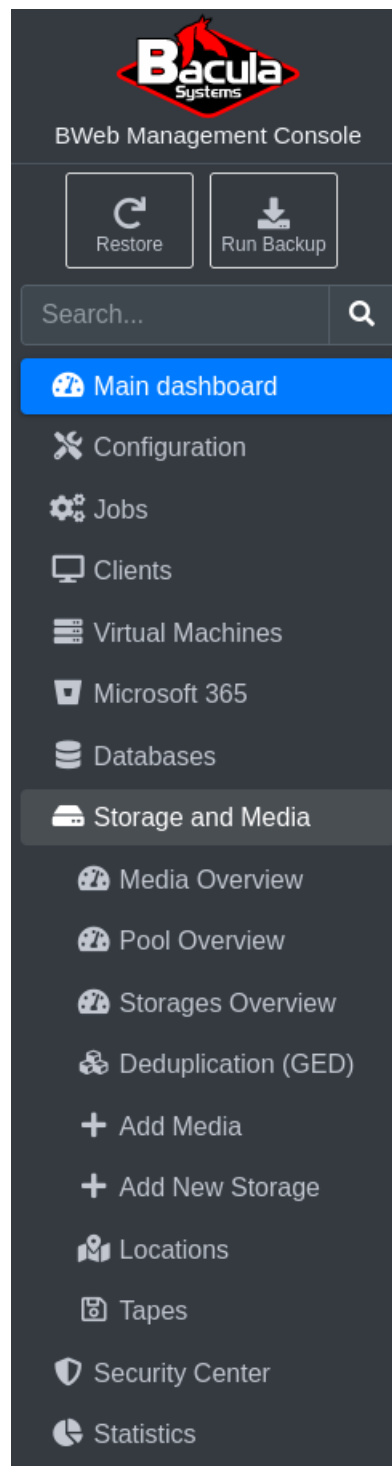 Bacula
Systems
BWeb Management Console
Restore
Run Backup
Search...
Main dashboard
Configuration
Jobs
Clients
Virtual Machines
Microsoft 365
Databases
Storage and Media
Media Overview
Pool Overview
Storages Overview
Deduplication (GED)
Add Media
Add New Storage
Locations
Tapes
Security Center
Statistics